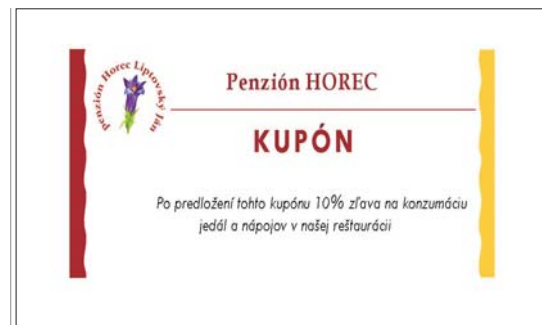 penzión Horec Liptovský Ján
Penzión HOREC
KUPÓN
Po predložení tohto kupónu 10% zľava na konzumáciu
jedál a nápojov v našej reštaurácii